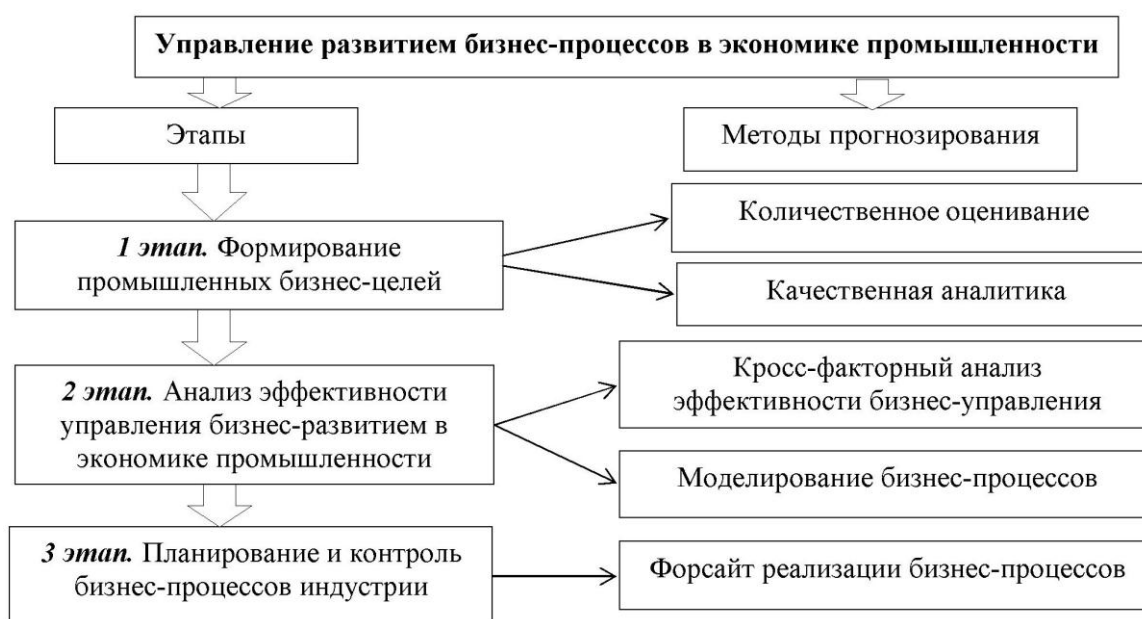 Управление развитием бизнес-процессов в экономике промышленности
Этапы
Методы прогнозирования
1 этап. Формирование
промышленных бизнес-целей
Количественное оценивание
Качественная аналитика
2 этап. Анализ эффективности
управления бизнес-развитием в
экономике промышленности
Кросс-факторный анализ
эффективности бизнес-управления
Моделирование бизнес-процессов
3 этап. Планирование и контроль
бизнес-процессов индустрии
Форсайт реализации бизнес-процессов